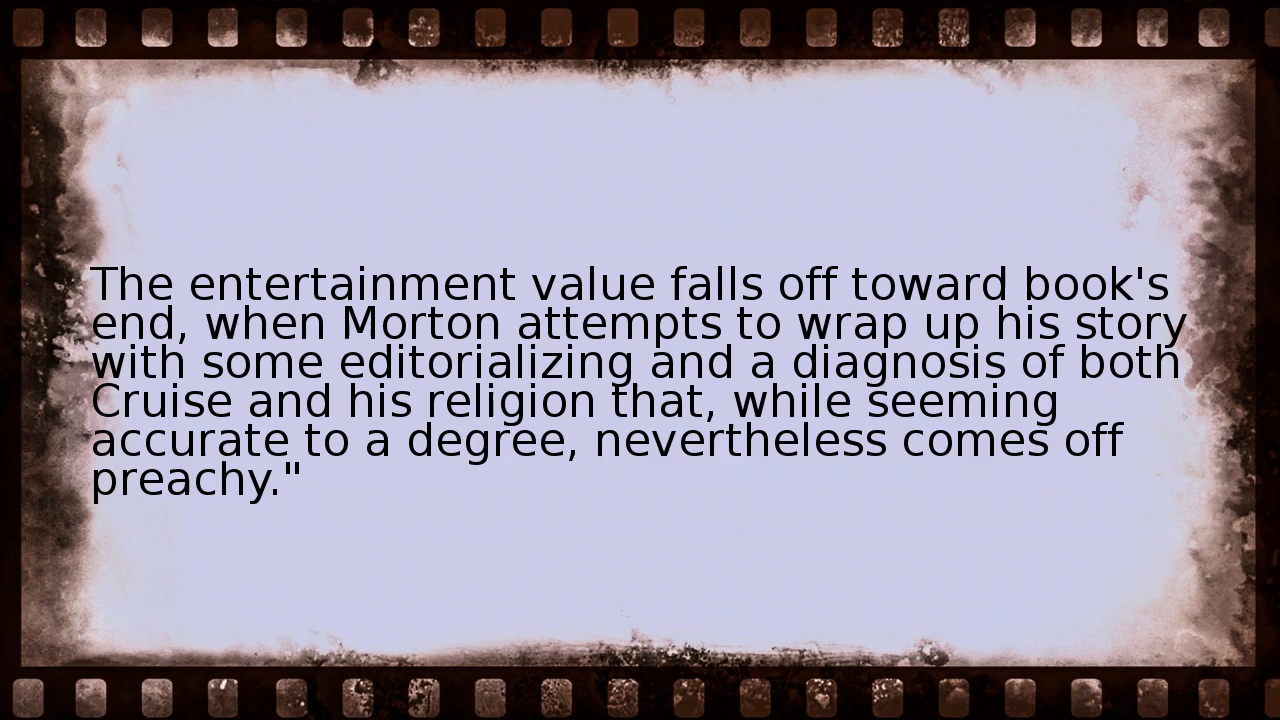 The entertainment value falls off toward book's
end, when Morton attempts to wrap up his story
with some editorializing and a diagnosis of both
Cruise and his religion that, while seeming
accurate to a degree, nevertheless comes off
preachy."